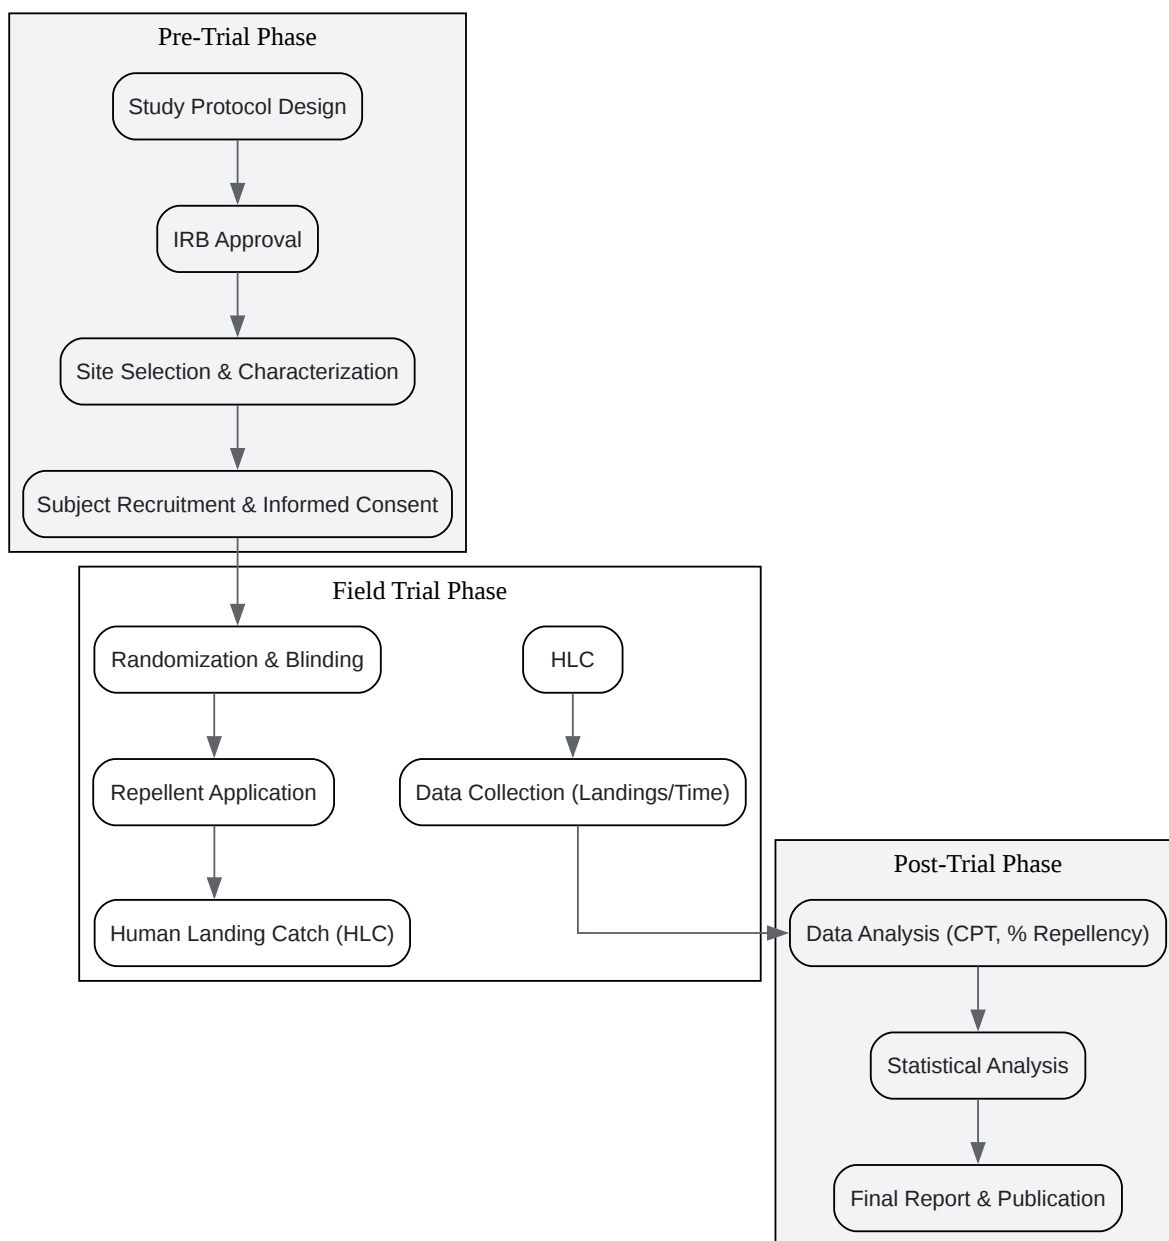 Pre-Trial Phase
Study Protocol Design
IRB Approval
Site Selection & Characterization
Subject Recruitment & Informed Consent
Field Trial Phase
Randomization & Blinding
Repellent Application
Human Landing Catch (HLC)
HLC
Data Collection (Landings/Time)
Post-Trial Phase
Data Analysis (CPT, % Repellency)
Statistical Analysis
Final Report & Publication